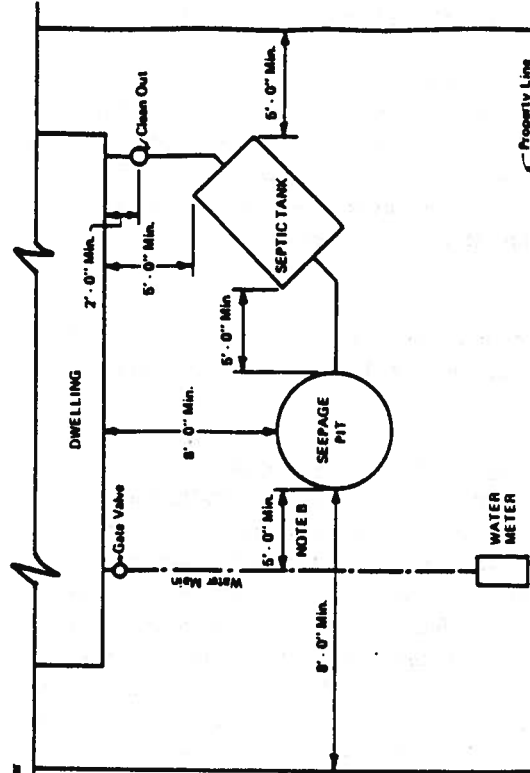 DWELLING
2' - 0" Min.
Clean Out
5' - 0" Min.
5' - 0" Min.
SEPTIC TANK
5' - 0" Min
8' - 0" Min.
Gate Valve
Water Main
SEEPAGE
PIT
5' - 0" Min.
NOTE B
8' - 0" Min.
WATER
METER
Property Line